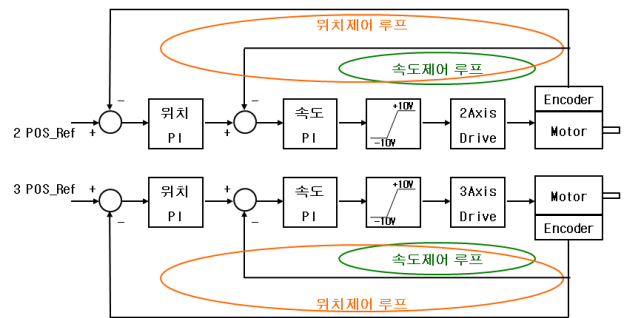 위치제어 루프
속도제어 루프
−
−
Encoder
2 POS_Ref
+
위치
PI
+
속도
PI
+10V
−10V
2Axis
Drive
Motor
3 POS_Ref
+
위치
PI
+
속도
PI
+10V
−10V
3Axis
Drive
Motor
−
−
Encoder
속도제어 루프
위치제어 루프